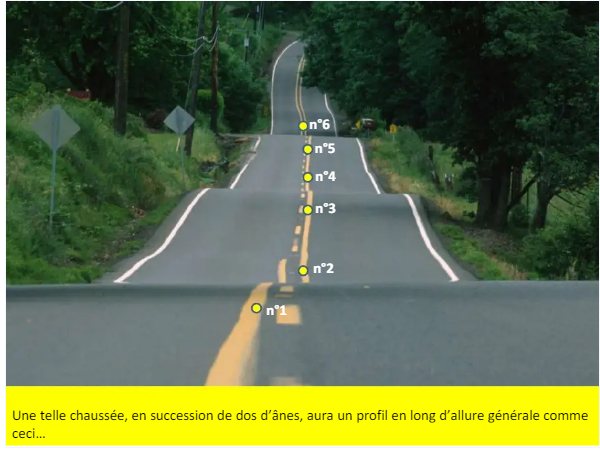 n°6
n°5
n°4
n°3
n°2
n°1
Une telle chaussée, en succession de dos d’ânes, aura un profil en long d’allure générale comme
ceci…